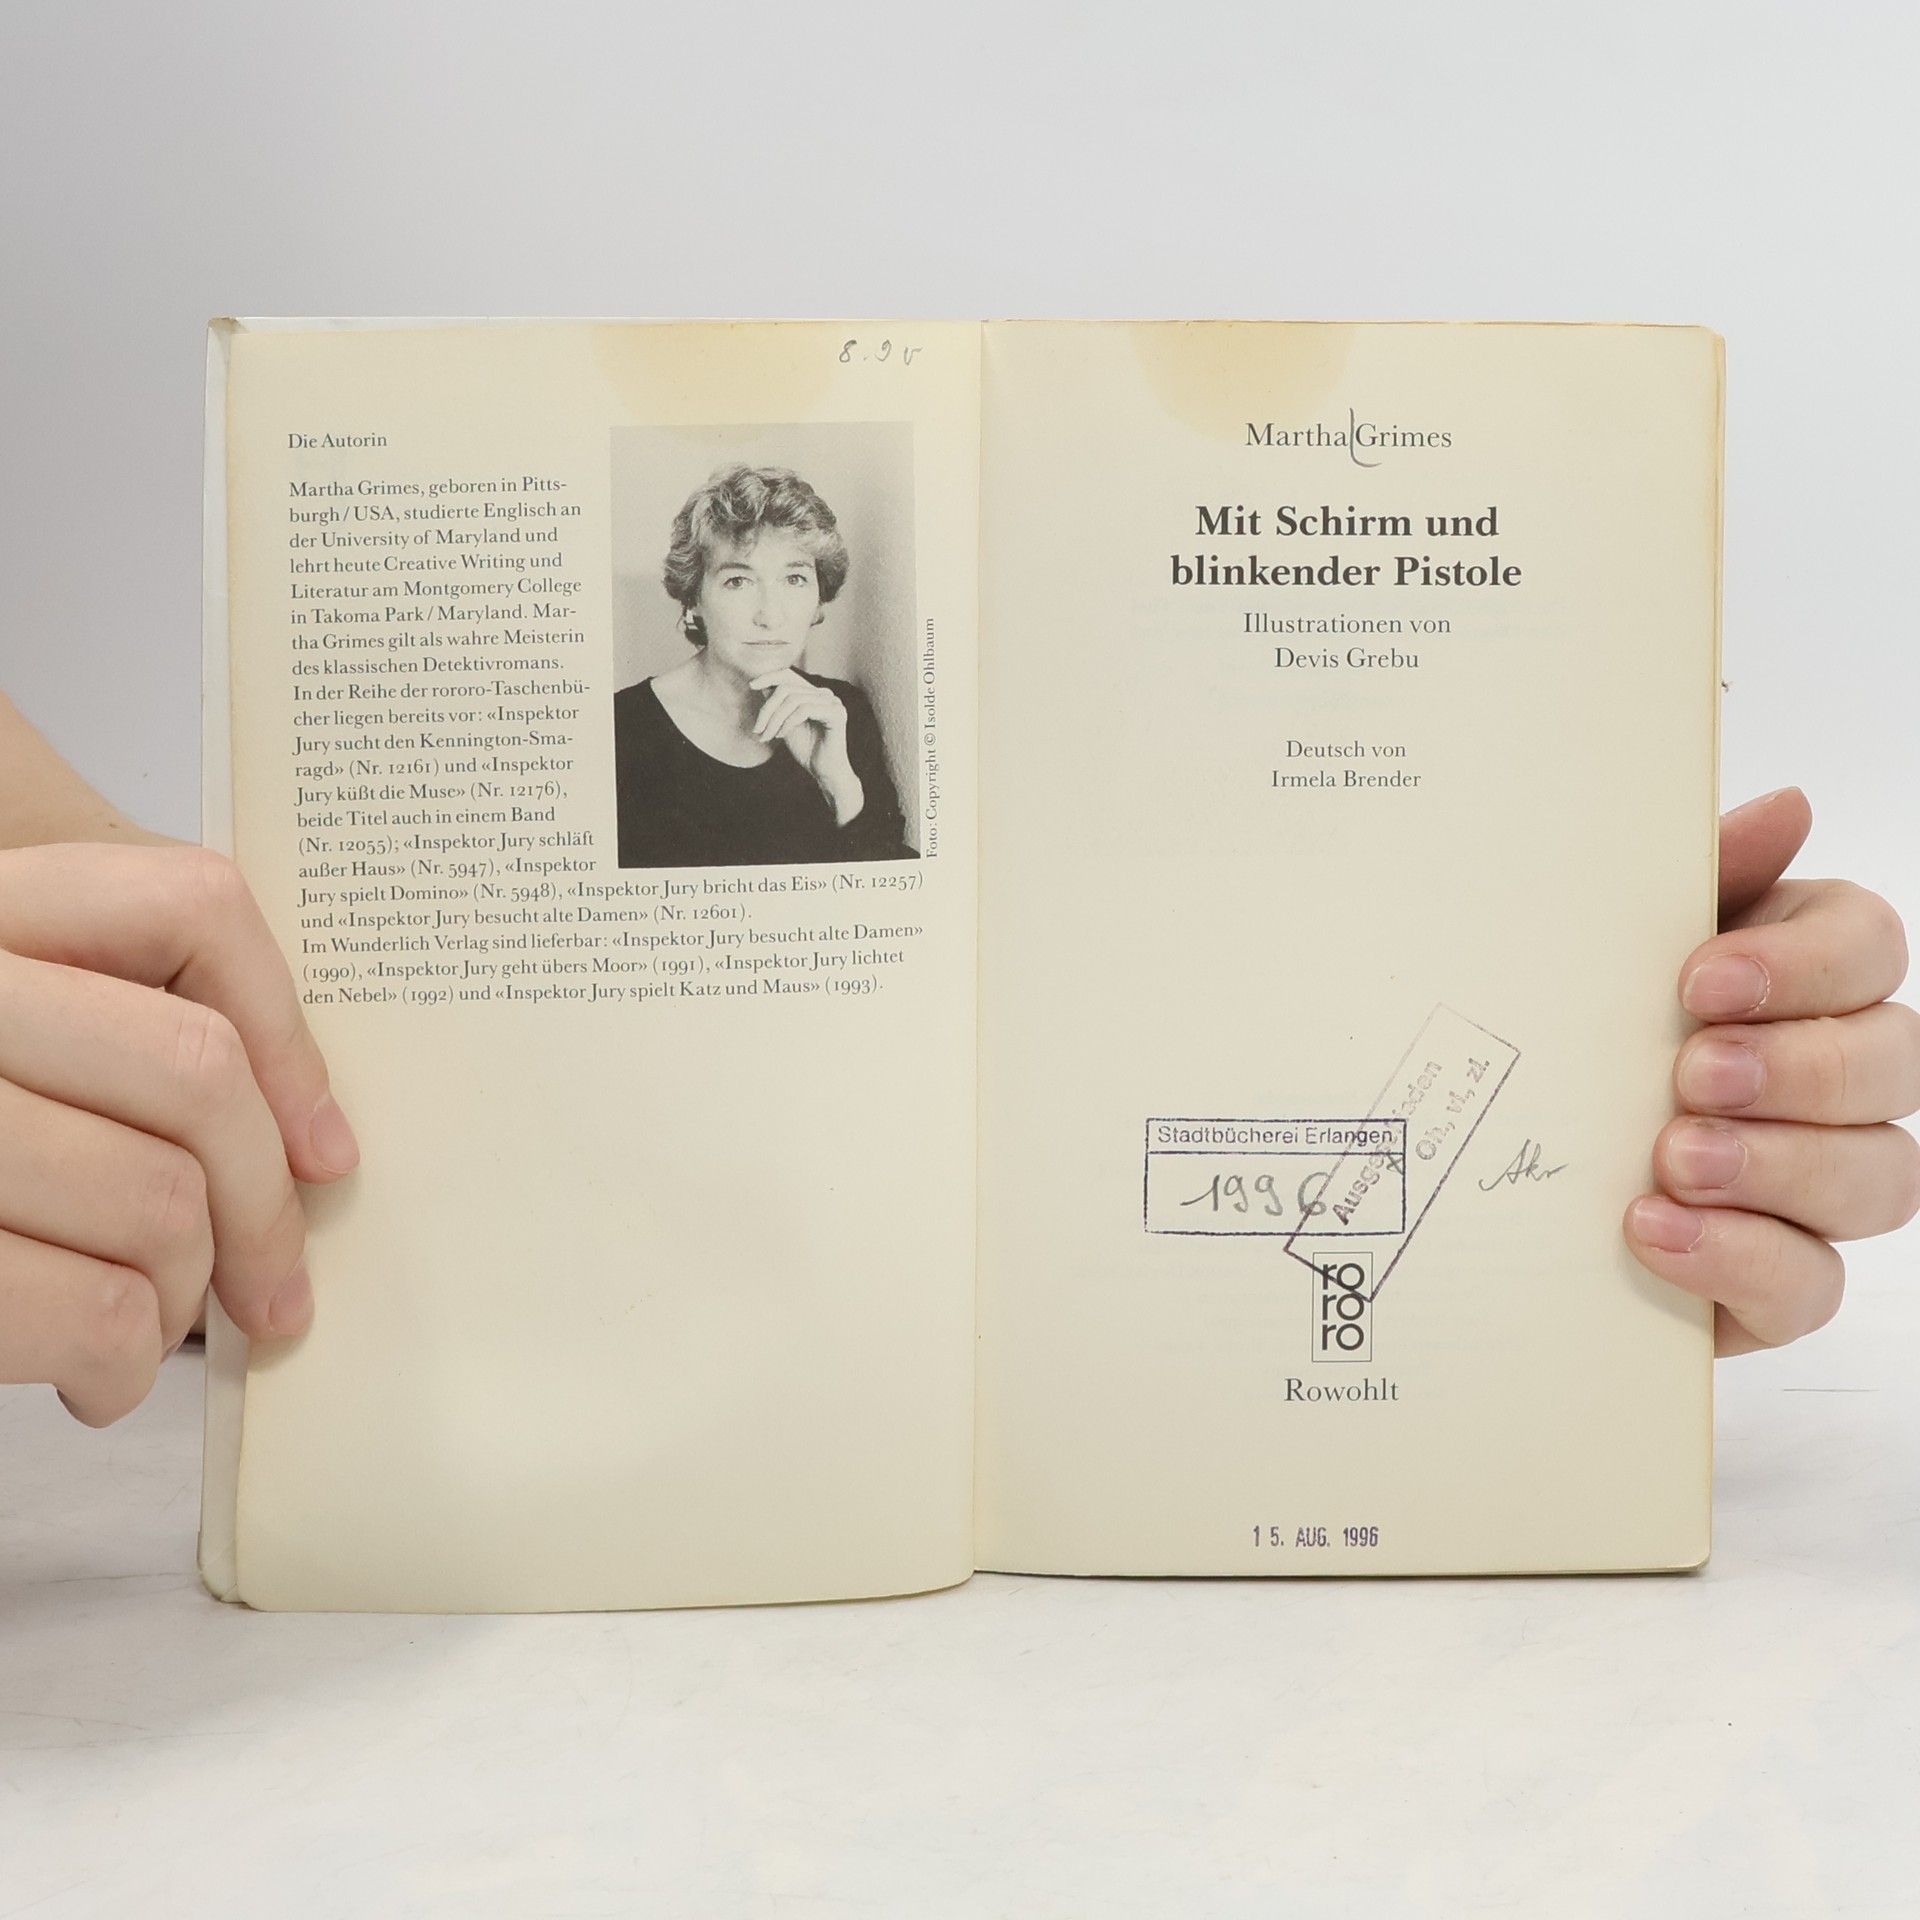 8.90
Die Autorin
Martha Grimes, geboren in Pitts-
burgh / USA, studierte Englisch an
der University of Maryland und
lehrt heute Creative Writing und
Literatur am Montgomery College
in Takoma Park / Maryland. Mar-
tha Grimes gilt als wahre Meisterin
des klassischen Detektivromans.
In der Reihe der rororo-Taschenbü-
cher liegen bereits vor: «Inspektor
Jury sucht den Kennington-Sma-
ragd» (Nr. 12161) und «Inspektor
Jury küßt die Muse» (Nr. 12176),
beide Titel auch in einem Band
(Nr. 12055); «Inspektor Jury schläft
außer Haus» (Nr. 5947), «Inspektor
Jury spielt Domino» (Nr. 5948), «Inspektor Jury bricht das Eis» (Nr. 12257)
und «Inspektor Jury besucht alte Damen» (Nr. 12601).
Im Wunderlich Verlag sind lieferbar: «Inspektor Jury besucht alte Damen»
(1990), «Inspektor Jury geht übers Moor» (1991), «Inspektor Jury lichtet
den Nebel» (1992) und «Inspektor Jury spielt Katz und Maus» (1993).
Foto: Copyright © Isolde Ohlbaum
Martha Grimes
Mit Schirm und
blinkender Pistole
Illustrationen von
Devis Grebu
Deutsch von
Irmela Brender
Stadtbücherei Erlangen
1996
Ausgeschieden
ro
ro
ro
Rowohlt
15. AUG. 1996